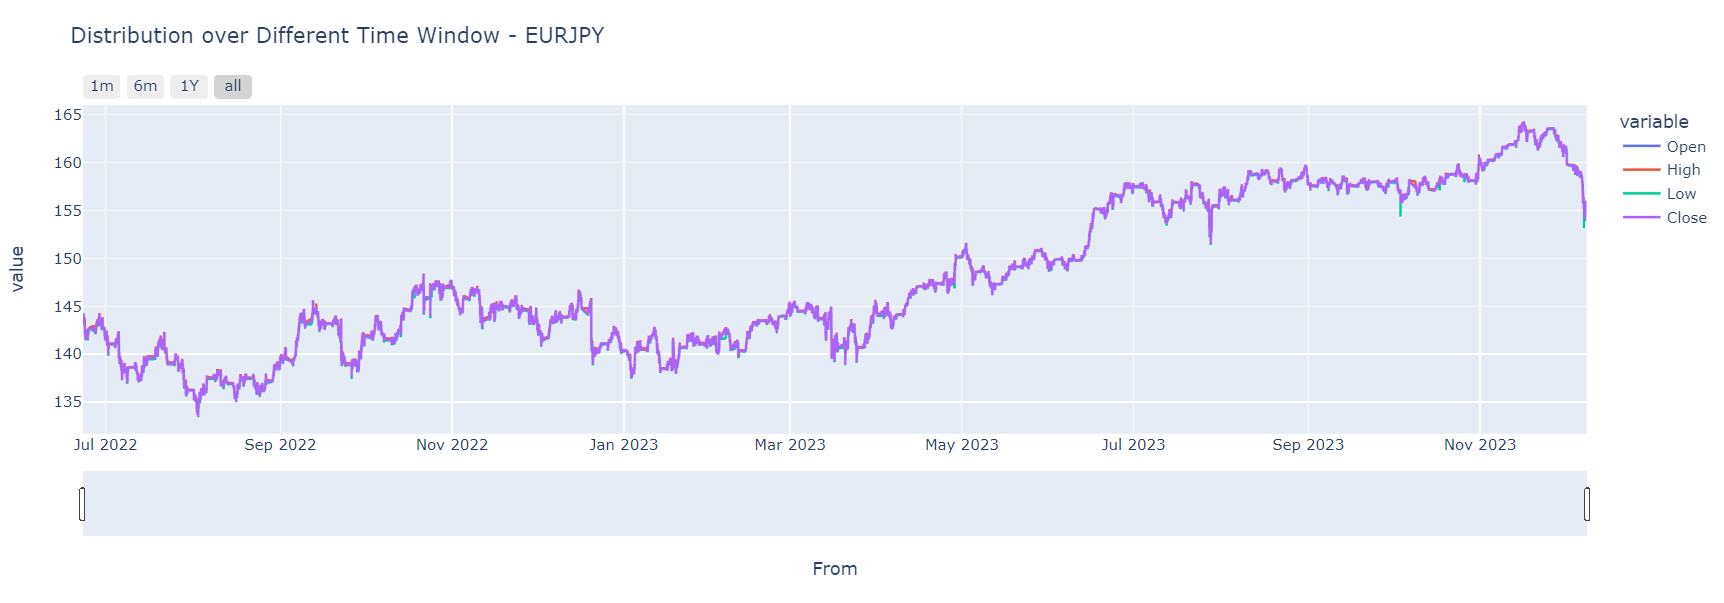 Distribution over Different Time Window - EURJPY
1m 6m 1Y all
variable
Open
High
Low
Close
value
165
160
155
150
145
140
135
Jul 2022 Sep 2022 Nov 2022 Jan 2023 Mar 2023 May 2023 Jul 2023 Sep 2023 Nov 2023
From